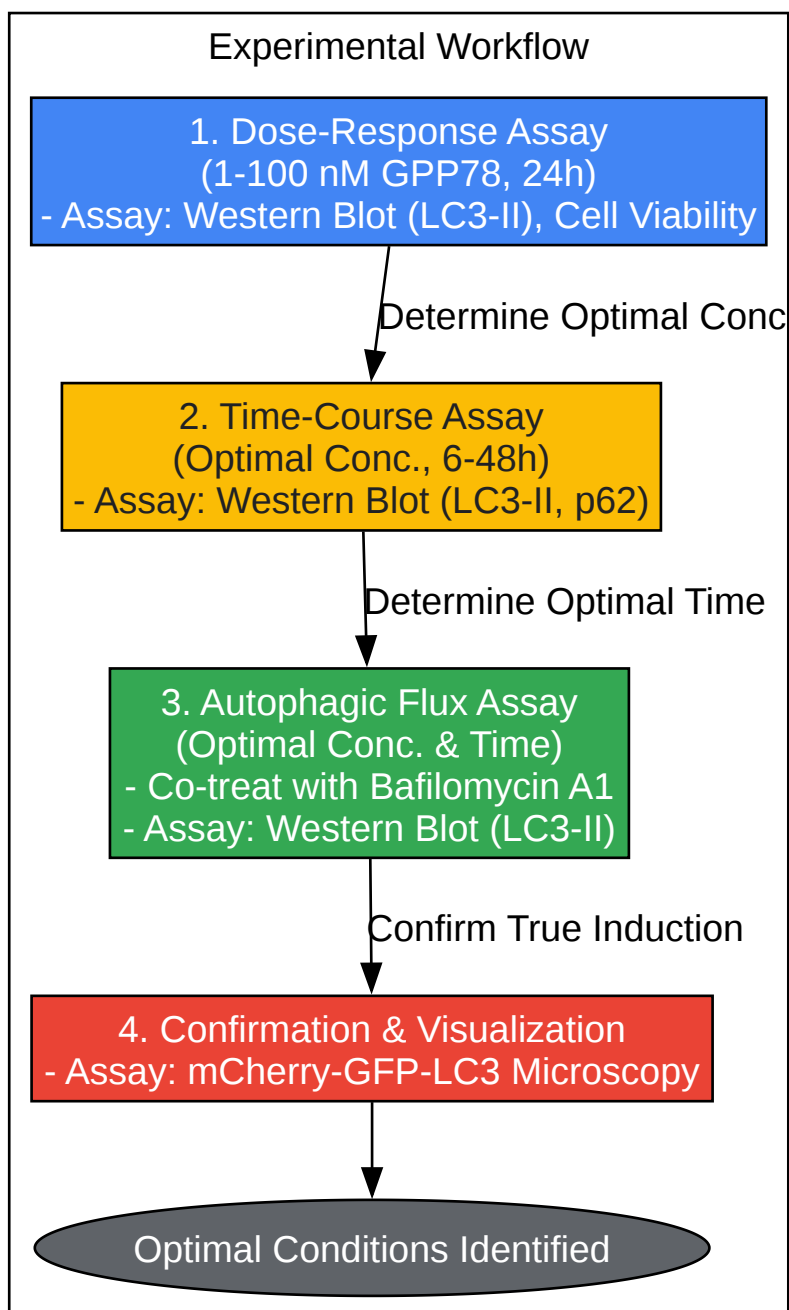 Experimental Workflow
1. Dose-Response Assay
(1-100 nM GPP78, 24h)
- Assay: Western Blot (LC3-II), Cell Viability
Determine Optimal Conc
2. Time-Course Assay
(Optimal Conc., 6-48h)
- Assay: Western Blot (LC3-II, p62)
Determine Optimal Time
3. Autophagic Flux Assay
(Optimal Conc. & Time)
- Co-treat with Bafilomycin A1
- Assay: Western Blot (LC3-II)
Confirm True Induction
4. Confirmation & Visualization
- Assay: mCherry-GFP-LC3 Microscopy
Optimal Conditions Identified